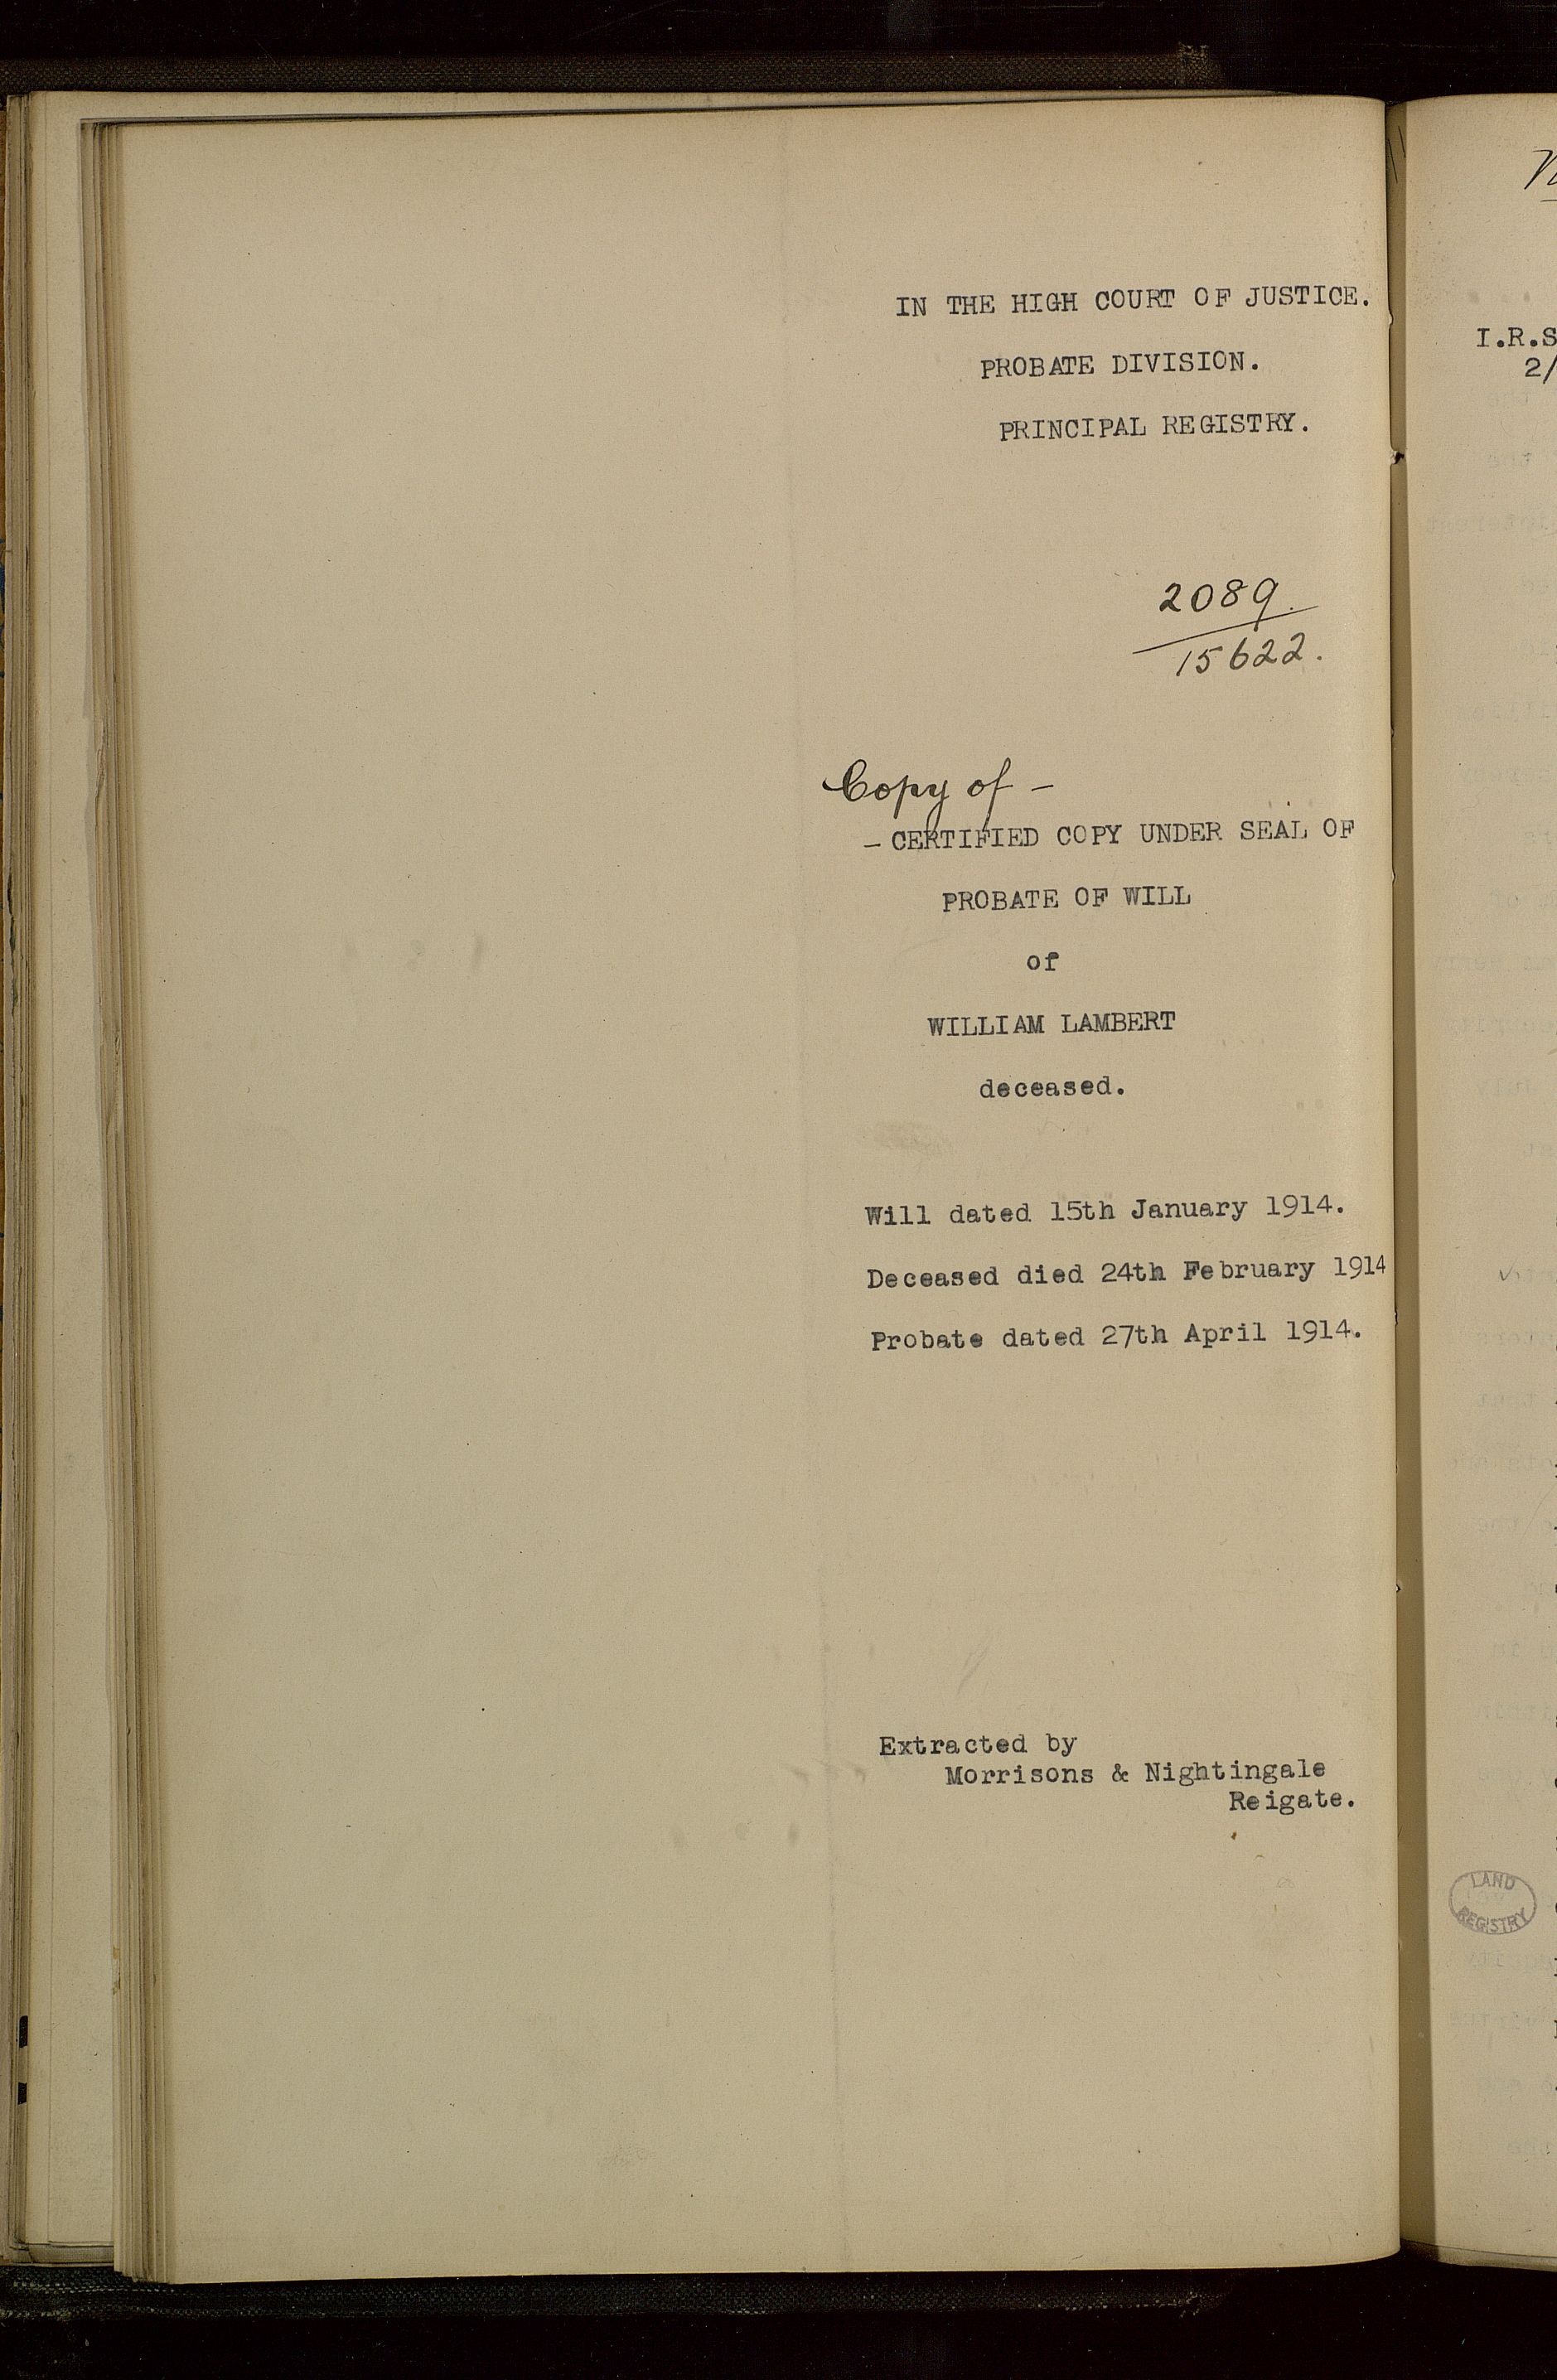 IN THE HIGH COURT OF JUSTICE.
PROBATE DIVISION.
PRINCIPAL REGISTRY.
2089.
15622.
Copy of -
- CERTIFIED COPY UNDER SEAL OF
PROBATE OF WILL
of
WILLIAM LAMBERT
deceased.
Will dated 15th January 1914.
Deceased died 24th February 1914
Probate dated 27th April 1914.
Extracted by
Morrisons & Nightingale
Reigate.
I.R.S
2/
LAND
REGISTRY